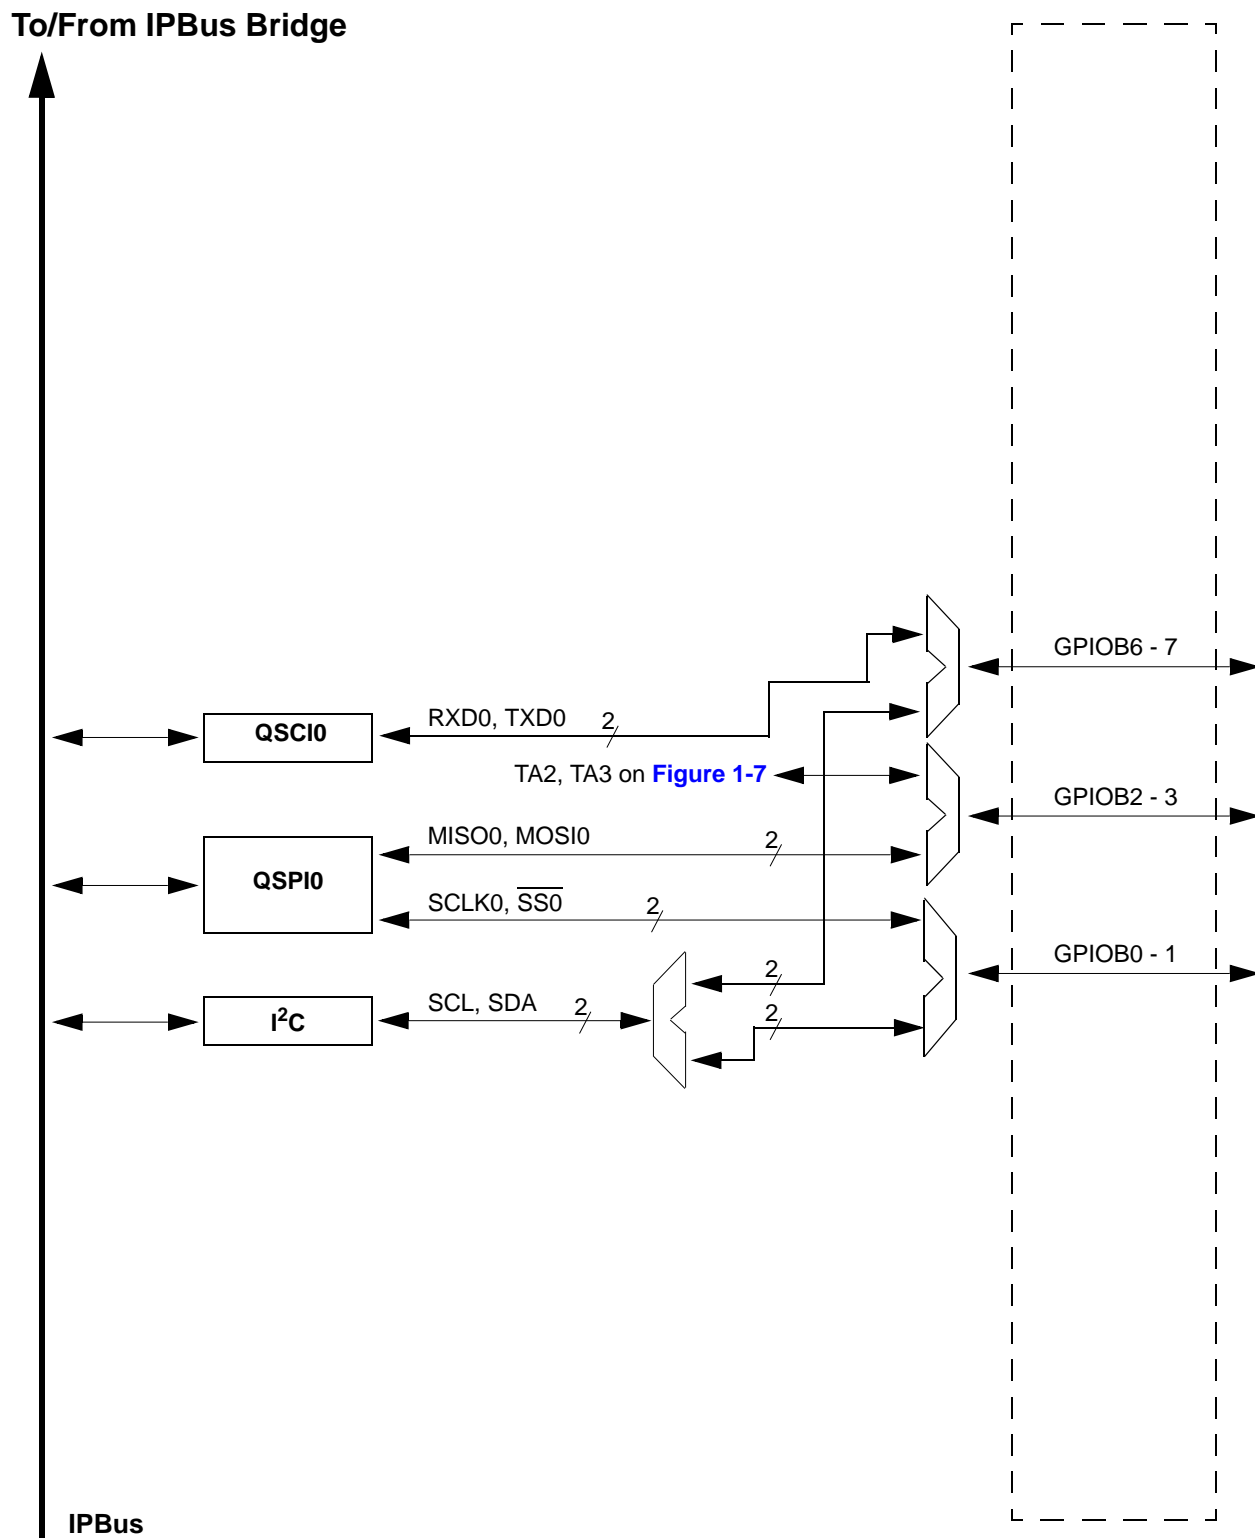 To/From IPBus Bridge
GPIOB6 - 7
RXD0, TXD0
2
QSCI0
TA2, TA3 on Figure 1-7
GPIOB2 - 3
MISO0, MOSI0
2
QSPI0
SCLK0, S̅S̅0̅
2
GPIOB0 - 1
2
SCL, SDA
2
2
I²C
IPBus